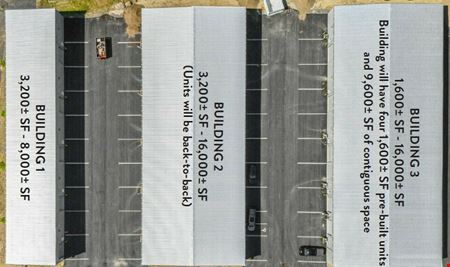 BUILDING 1
3,200± SF - 8,000± SF
BUILDING 2
3,200± SF - 16,000± SF
(Units will be back-to-back)
BUILDING 3
1,600± SF - 16,000± SF
Building will have four 1,600± SF pre-built units
and 9,600± SF of contiguous space